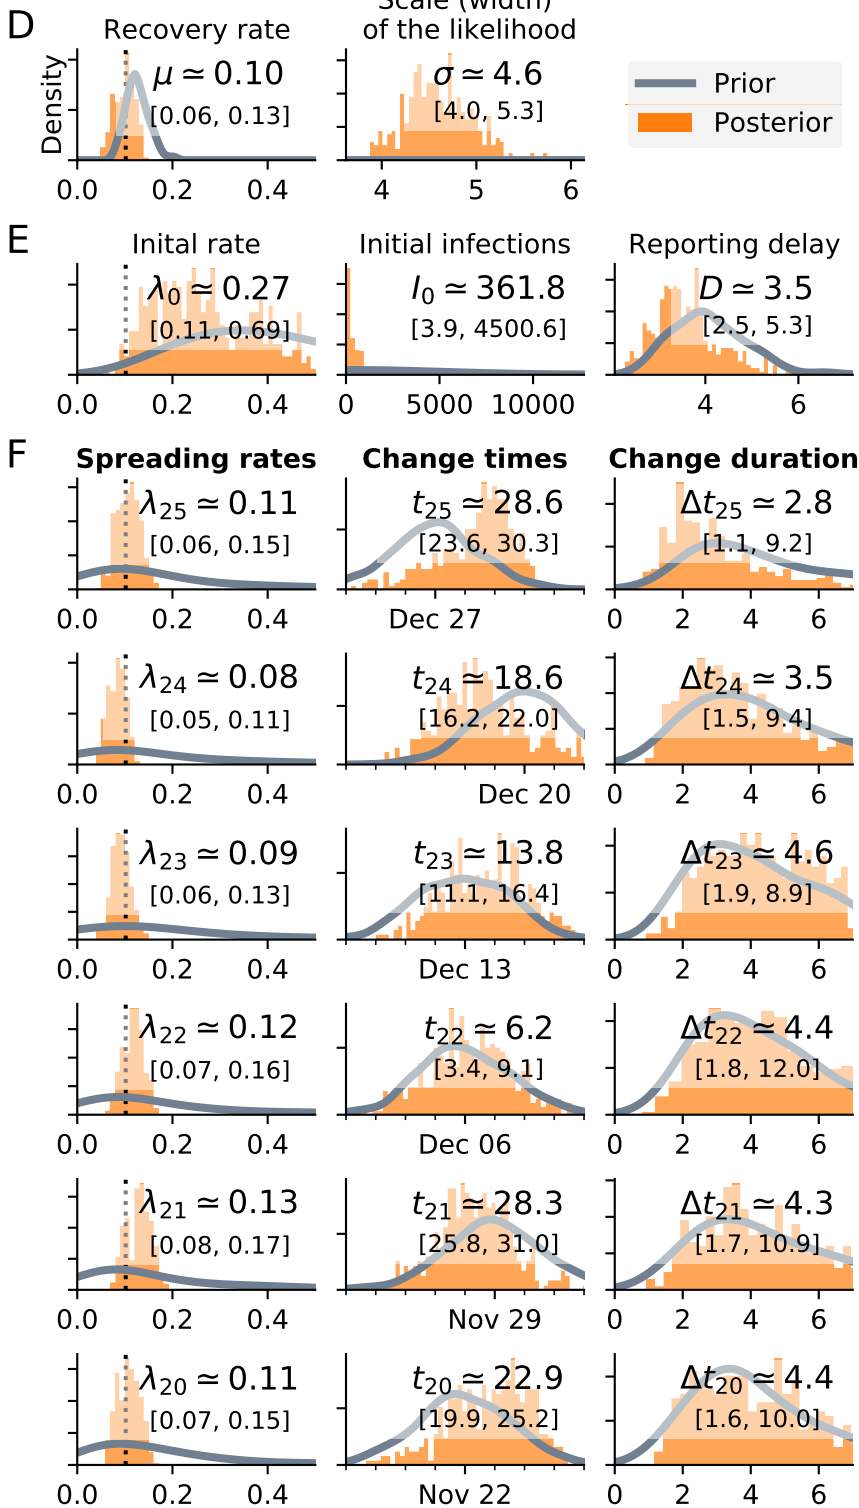 D
Recovery rate
Density
μ ≃ 0.10
[0.06, 0.13]
0.0 0.2 0.4
Scale (width)
of the likelihood
σ ≃ 4.6
[4.0, 5.3]
4 5 6
Prior
Posterior
E
Inital rate
λ0 ≃ 0.27
[0.11, 0.69]
0.0 0.2 0.4
Initial infections
I0 ≃ 361.8
[3.9, 4500.6]
0 5000 10000
Reporting delay
D ≃ 3.5
[2.5, 5.3]
4 6
F
Spreading rates Change times Change duration
λ25 ≃ 0.11 t25 ≃ 28.6 Δt25 ≃ 2.8
[0.06, 0.15] [23.6, 30.3] [1.1, 9.2]
0.0 0.2 0.4 Dec 27 0 2 4 6
λ24 ≃ 0.08 t24 ≃ 18.6 Δt24 ≃ 3.5
[0.05, 0.11] [16.2, 22.0] [1.5, 9.4]
0.0 0.2 0.4 Dec 20 0 2 4 6
λ23 ≃ 0.09 t23 ≃ 13.8 Δt23 ≃ 4.6
[0.06, 0.13] [11.1, 16.4] [1.9, 8.9]
0.0 0.2 0.4 Dec 13 0 2 4 6
λ22 ≃ 0.12 t22 ≃ 6.2 Δt22 ≃ 4.4
[0.07, 0.16] [3.4, 9.1] [1.8, 12.0]
0.0 0.2 0.4 Dec 06 0 2 4 6
λ21 ≃ 0.13 t21 ≃ 28.3 Δt21 ≃ 4.3
[0.08, 0.17] [25.8, 31.0] [1.7, 10.9]
0.0 0.2 0.4 Nov 29 0 2 4 6
λ20 ≃ 0.11 t20 ≃ 22.9 Δt20 ≃ 4.4
[0.07, 0.15] [19.9, 25.2] [1.6, 10.0]
0.0 0.2 0.4 Nov 22 0 2 4 6